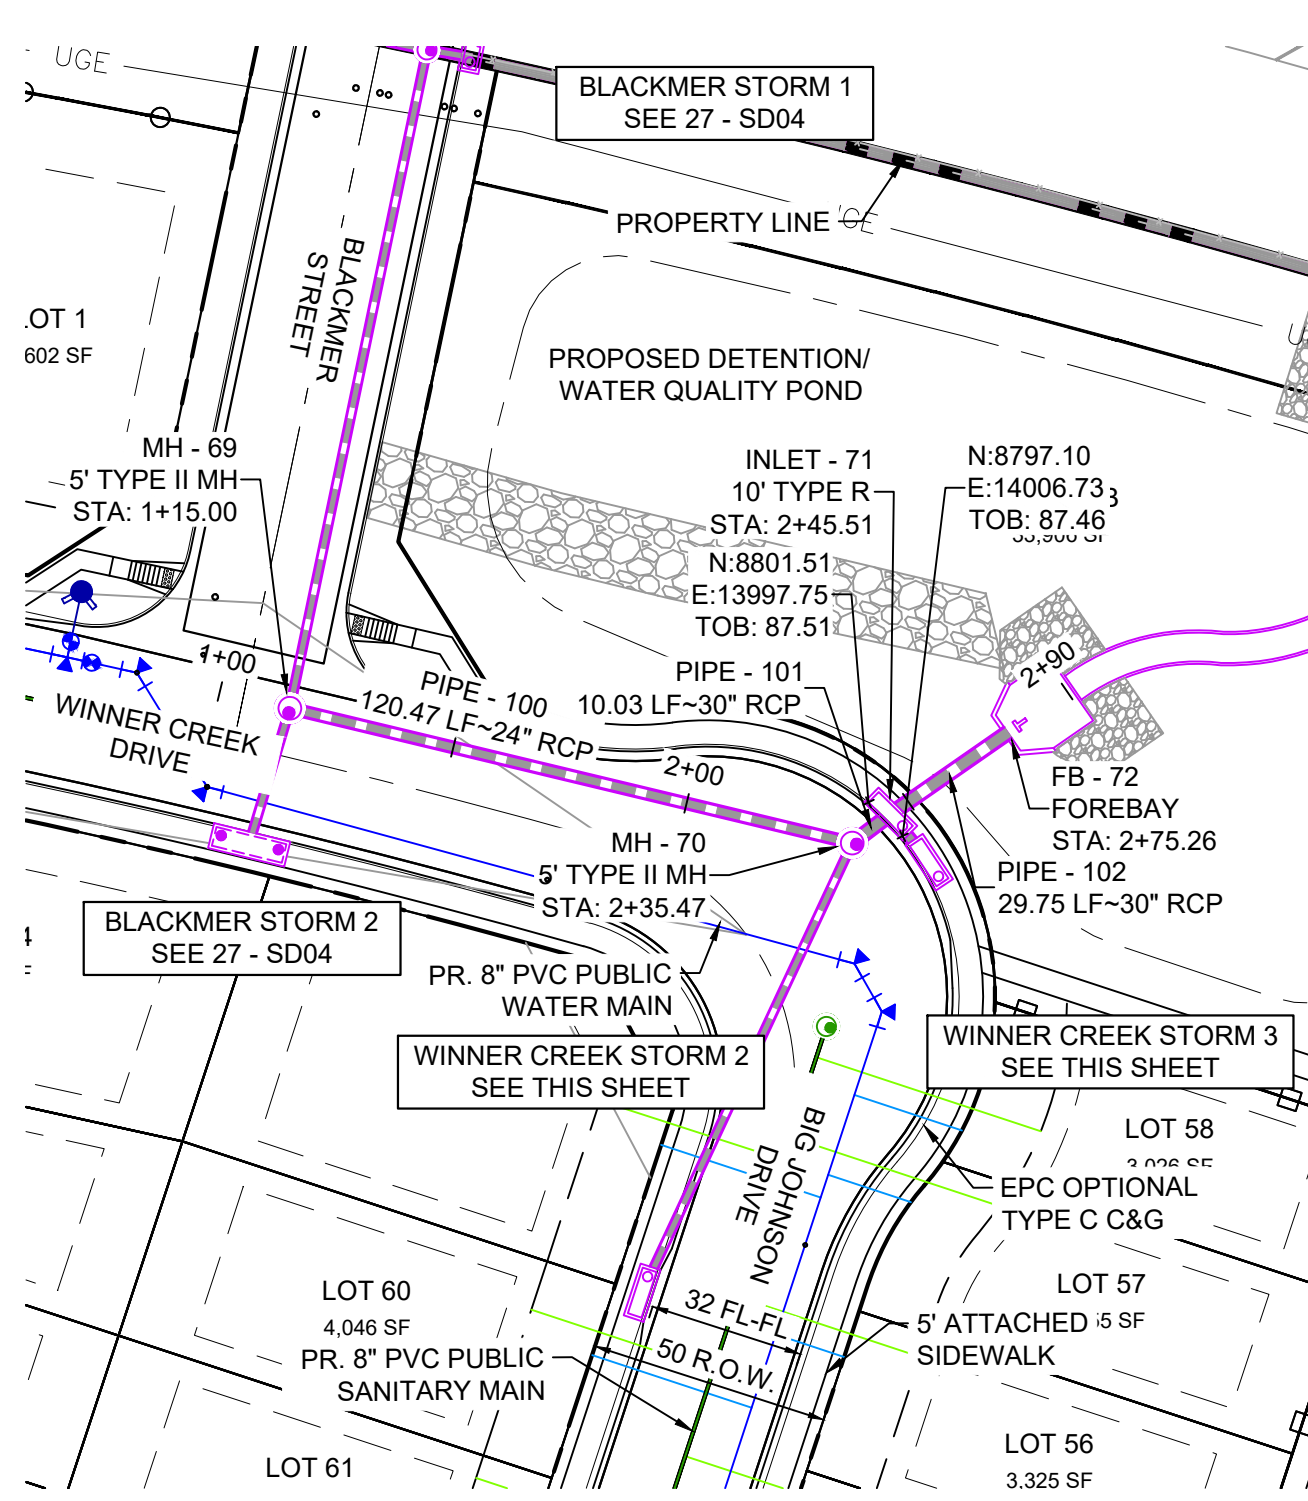 UGE
BLACKMER STORM 1
SEE 27 - SD04
PROPERTY LINE
BLACKMER
STREET
LOT 1
602 SF
PROPOSED DETENTION/
WATER QUALITY POND
MH - 69
5' TYPE II MH
STA: 1+15.00
INLET - 71
10' TYPE R
STA: 2+45.51
N:8797.10
E:14006.73
TOB: 87.46
N:8801.51
E:13997.75
TOB: 87.51
1+00
PIPE - 100
120.47 LF~24" RCP
PIPE - 101
10.03 LF~30" RCP
2+90
WINNER CREEK
DRIVE
2+00
FB - 72
FOREBAY
STA: 2+75.26
MH - 70
5' TYPE II MH
STA: 2+35.47
PIPE - 102
29.75 LF~30" RCP
BLACKMER STORM 2
SEE 27 - SD04
PR. 8" PVC PUBLIC
WATER MAIN
WINNER CREEK STORM 2
SEE THIS SHEET
WINNER CREEK STORM 3
SEE THIS SHEET
BIG JOHNSON
DRIVE
LOT 58
3,026 SF
EPC OPTIONAL
TYPE C C&G
LOT 60
4,046 SF
LOT 57
5 SF
32 FL-FL
5' ATTACHED
SIDEWALK
50 R.O.W.
PR. 8" PVC PUBLIC
SANITARY MAIN
LOT 61
LOT 56
3,325 SF